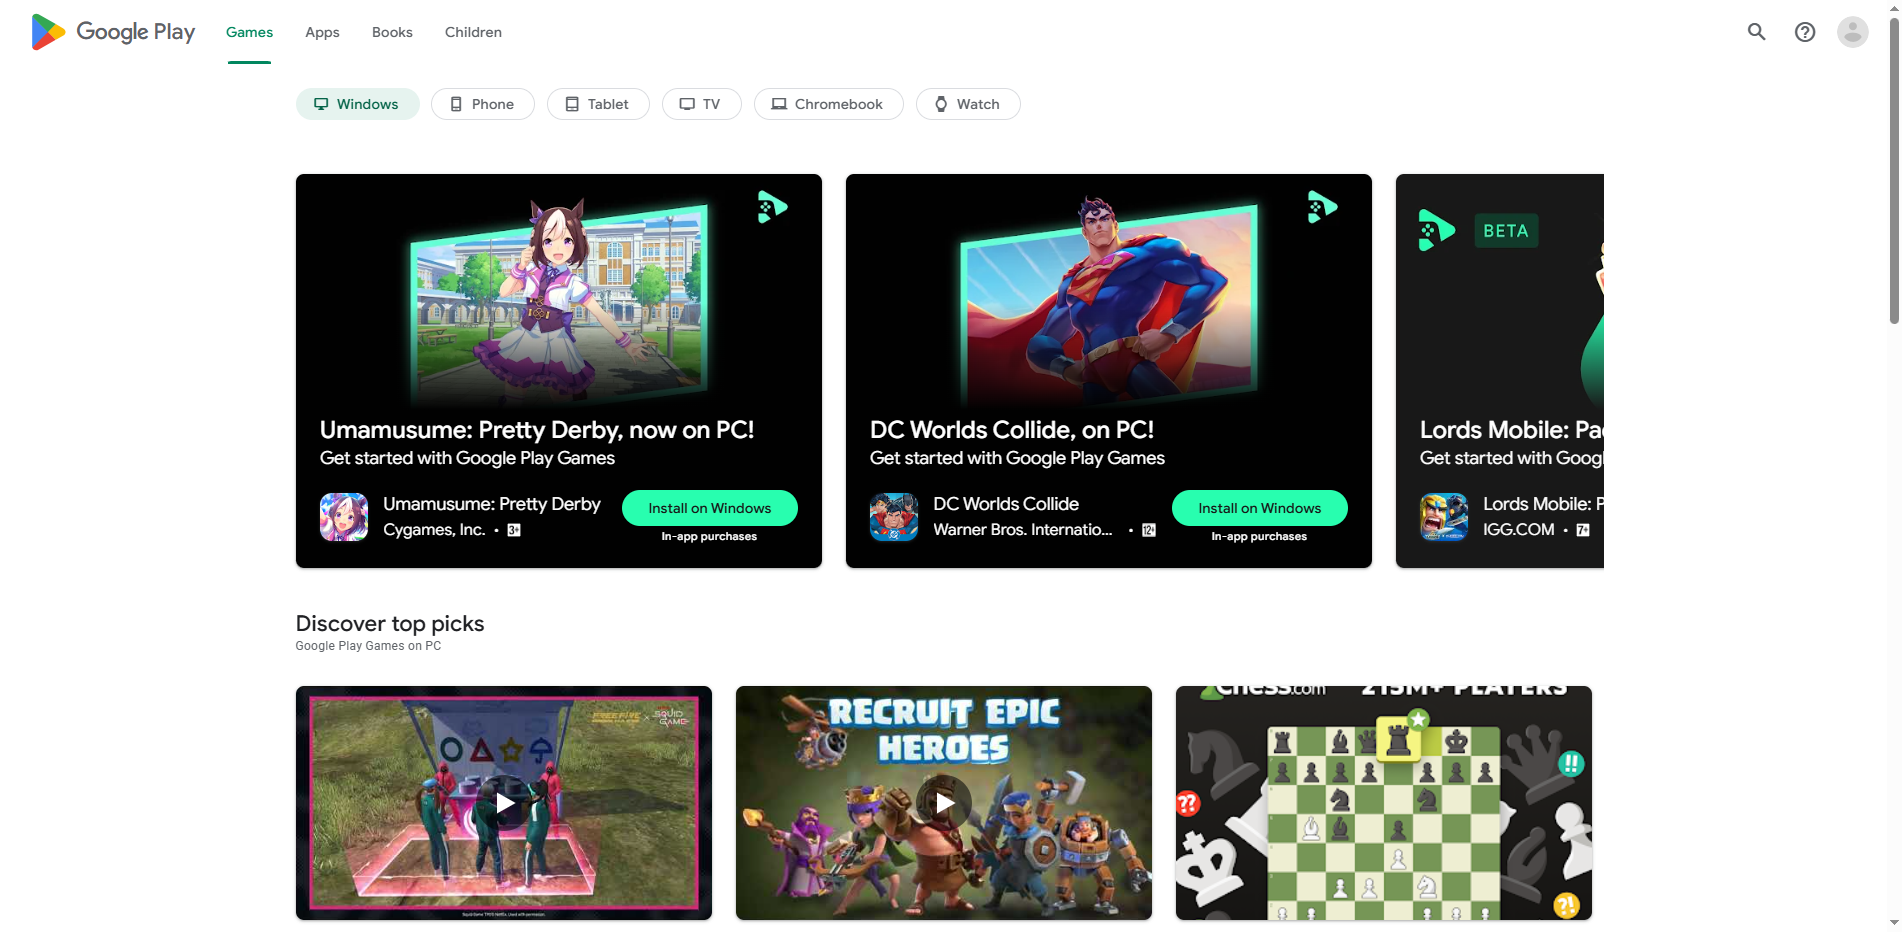 Google Play
Games
Apps
Books
Children
Windows
Phone
Tablet
TV
Chromebook
Watch
Umamusume: Pretty Derby, now on PC!
Get started with Google Play Games
Umamusume: Pretty Derby
Cygames, Inc. • 3+
Install on Windows
In-app purchases
DC Worlds Collide, on PC!
Get started with Google Play Games
DC Worlds Collide
Warner Bros. Internatio... • 12+
Install on Windows
In-app purchases
BETA
Lords Mobile: Pa
Get started with Googl
Lords Mobile: P
IGG.COM • 7+
Discover top picks
Google Play Games on PC
FREE FIRE
SQUID GAME
RECRUIT EPIC
HEROES
Chess.com
215M+ PLAYERS
!!
??
?!